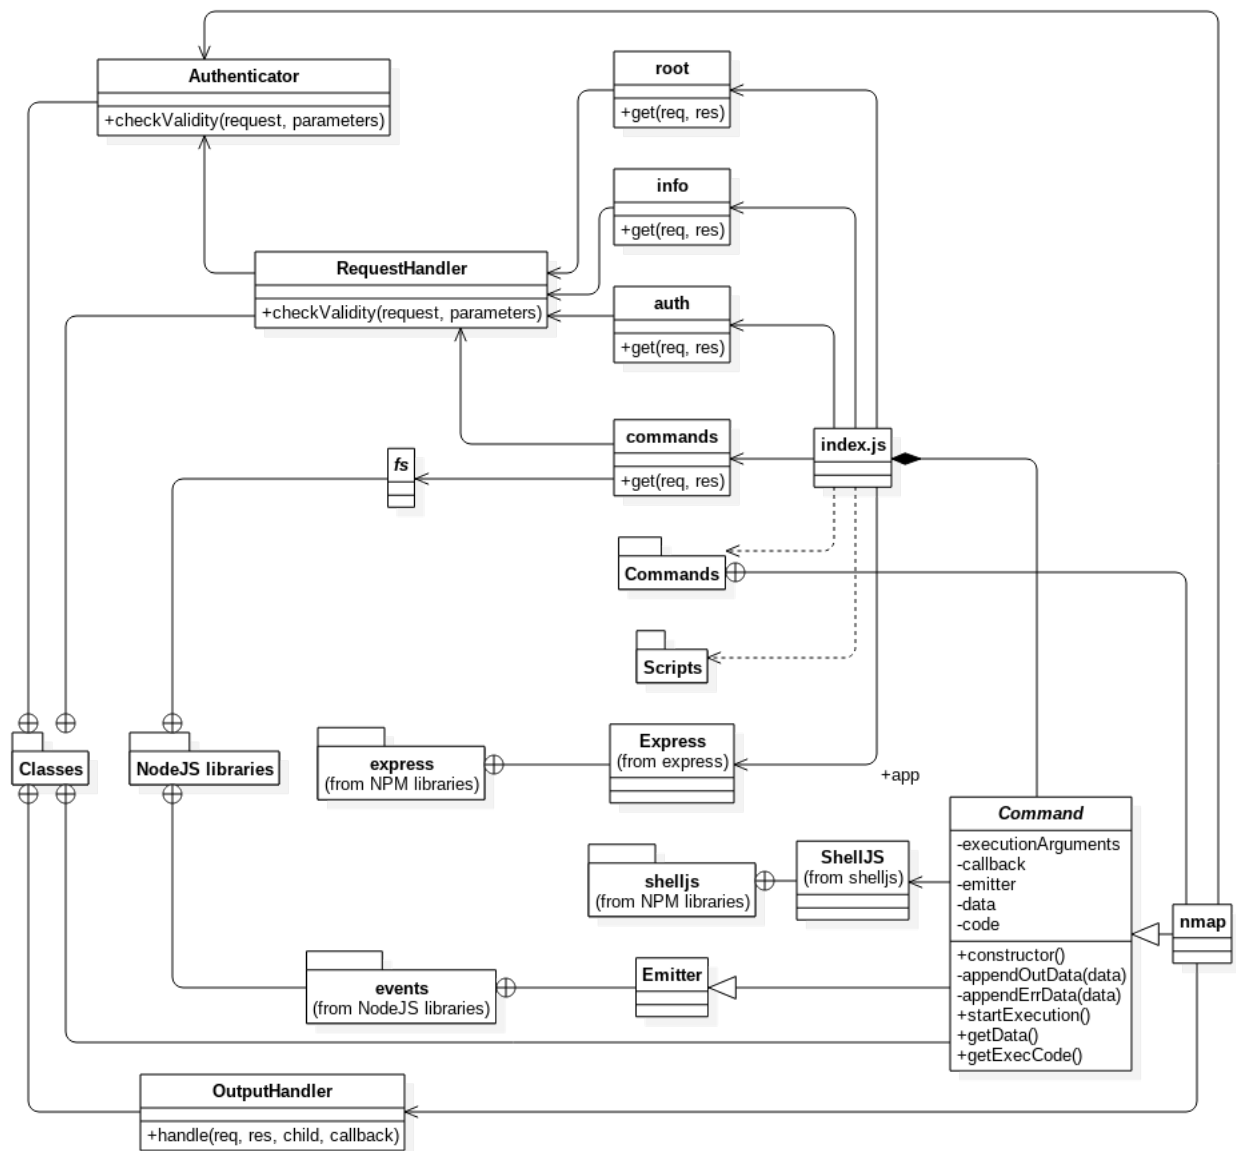 Authenticator
+checkValidity(request, parameters)
root
+get(req, res)
info
+get(req, res)
RequestHandler
+checkValidity(request, parameters)
auth
+get(req, res)
commands
+get(req, res)
index.js
fs
Commands
Scripts
Classes
NodeJS libraries
express
(from NPM libraries)
Express
(from express)
+app
Command
-executionArguments
-callback
-emitter
-data
-code
+constructor()
-appendOutData(data)
-appendErrData(data)
+startExecution()
+getData()
+getExecCode()
shelljs
(from NPM libraries)
ShellJS
(from shelljs)
nmap
events
(from NodeJS libraries)
Emitter
OutputHandler
+handle(req, res, child, callback)